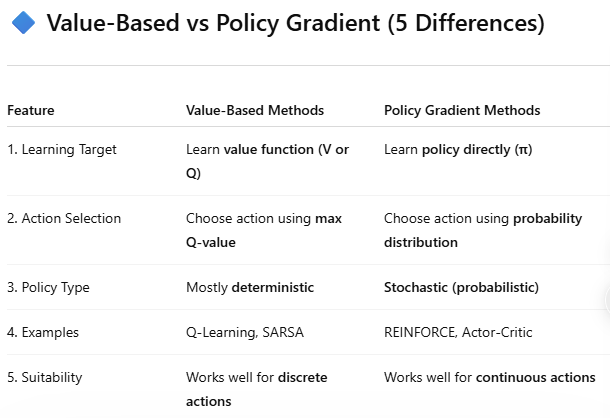 Value-Based vs Policy Gradient (5 Differences)
Feature Value-Based Methods Policy Gradient Methods
1. Learning Target Learn value function (V or Q) Learn policy directly (π)
2. Action Selection Choose action using max Q-value Choose action using probability distribution
3. Policy Type Mostly deterministic Stochastic (probabilistic)
4. Examples Q-Learning, SARSA REINFORCE, Actor-Critic
5. Suitability Works well for discrete actions Works well for continuous actions